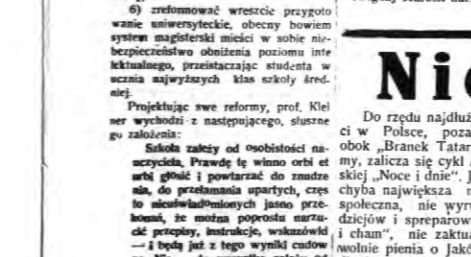 6) zreformować wreszcie przygoto
wanie uniwersyteckie, obecny bowiem
system magisterski mieści w sobie nie-
bezpieczeństwo obniżenia poziomu inte
lektualnego, przeistaczając studenta w
ucznia najwyższych klas szkoły śred-
niej.
Projektując swe reformy, prof. Klei
ner wychodzi z następującego, słuszne
go założenia:
Szkoła zależy od osobistości na-
uczyciela. Prawdę tę winno orbi et
urbi głosić i powtarzać do znudze
nia, do przełamania upartych, częs
to nieuświadomionych jasno prze-
konań, że można poprostu narzu-
cić przepisy, instrukcje, wskazówki
— i będą już z tego wyniki cudow
Ni
Do rzędu najdłuż
ci w Polsce, poza
obok „Branek Tatar
my, zalicza się cykl
skiej „Noce i dnie". J
chyba największa
społeczna, nie wyr
dziejów i spreparow
i cham", nie zaktu
wolnie pienia o Jakó